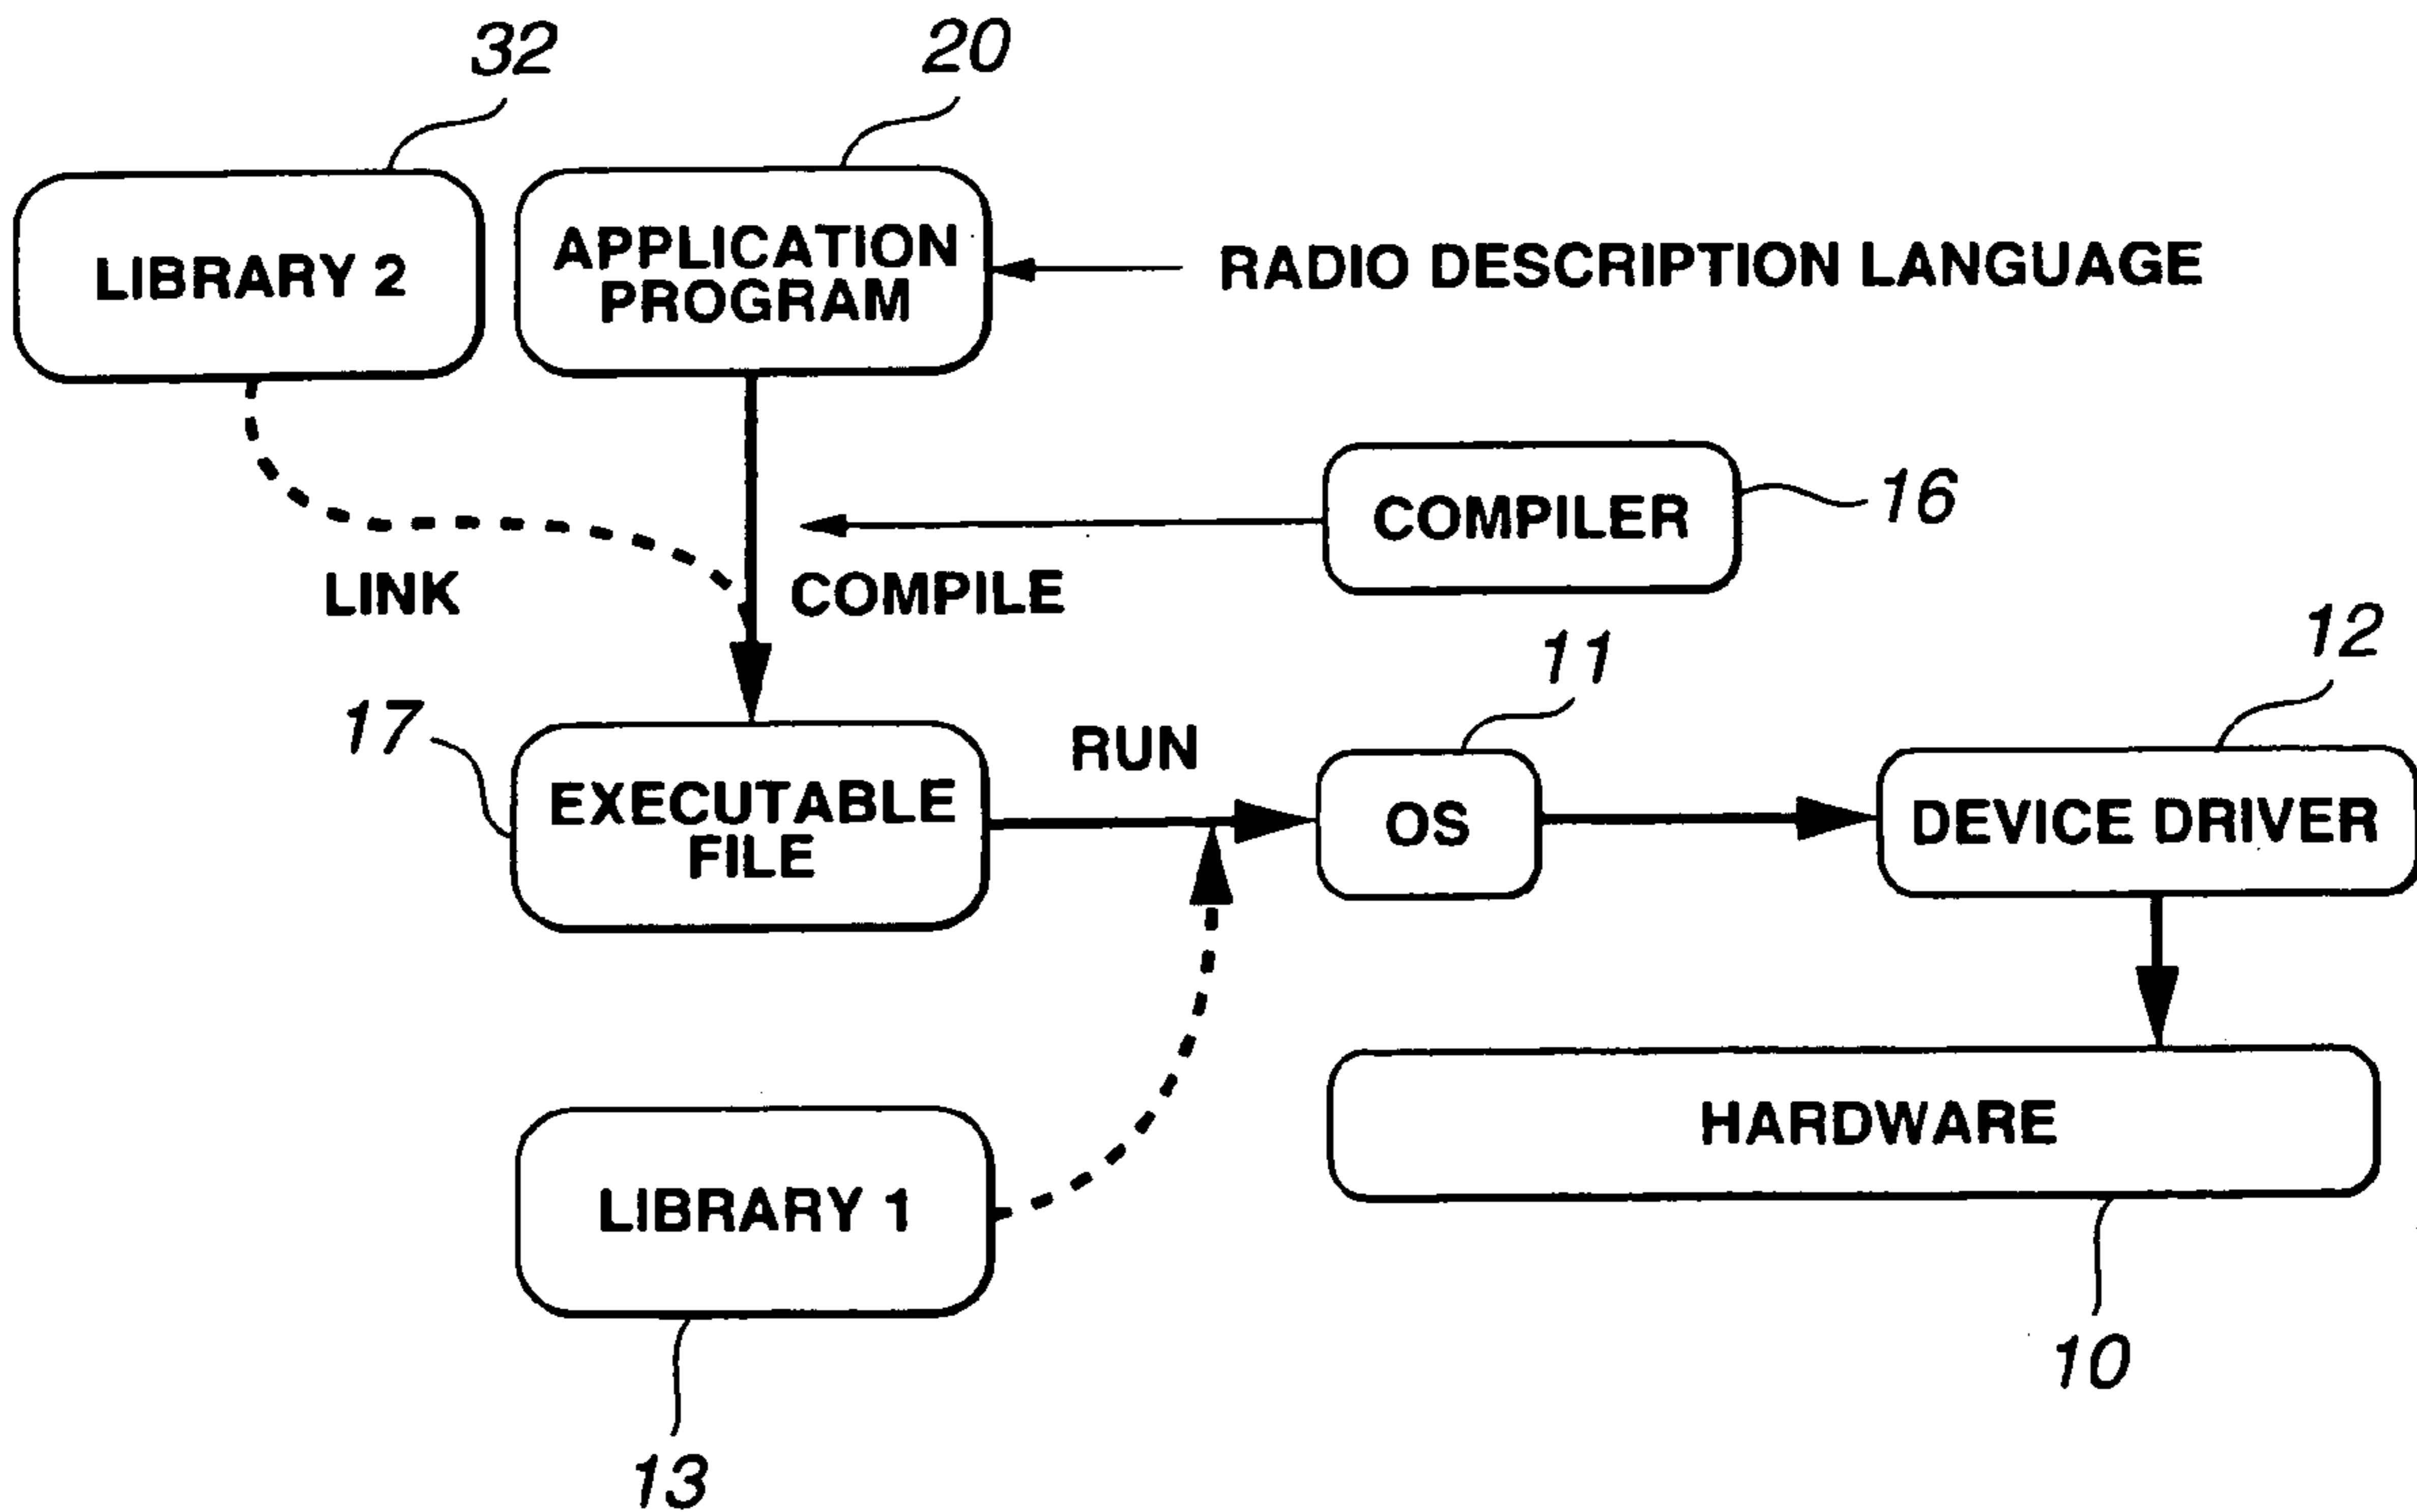 32
20
LIBRARY 2
APPLICATION
PROGRAM
RADIO DESCRIPTION LANGUAGE
COMPILER
16
LINK
COMPILE
11
12
17
RUN
EXECUTABLE
FILE
OS
DEVICE DRIVER
HARDWARE
LIBRARY 1
10
13